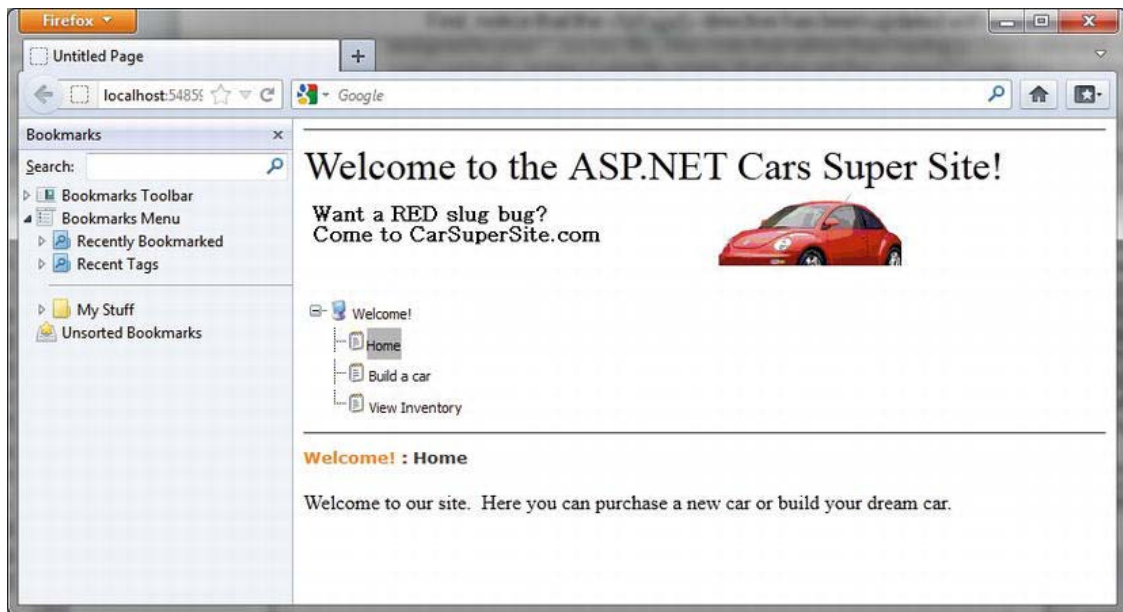 Firefox
Untitled Page
localhost:54859
Google
Bookmarks
Search:
Bookmarks Toolbar
Bookmarks Menu
Recently Bookmarked
Recent Tags
My Stuff
Unsorted Bookmarks
Welcome to the ASP.NET Cars Super Site!
Want a RED slug bug?
Come to CarSuperSite.com
Welcome!
Home
Build a car
View Inventory
Welcome! : Home
Welcome to our site. Here you can purchase a new car or build your dream car.